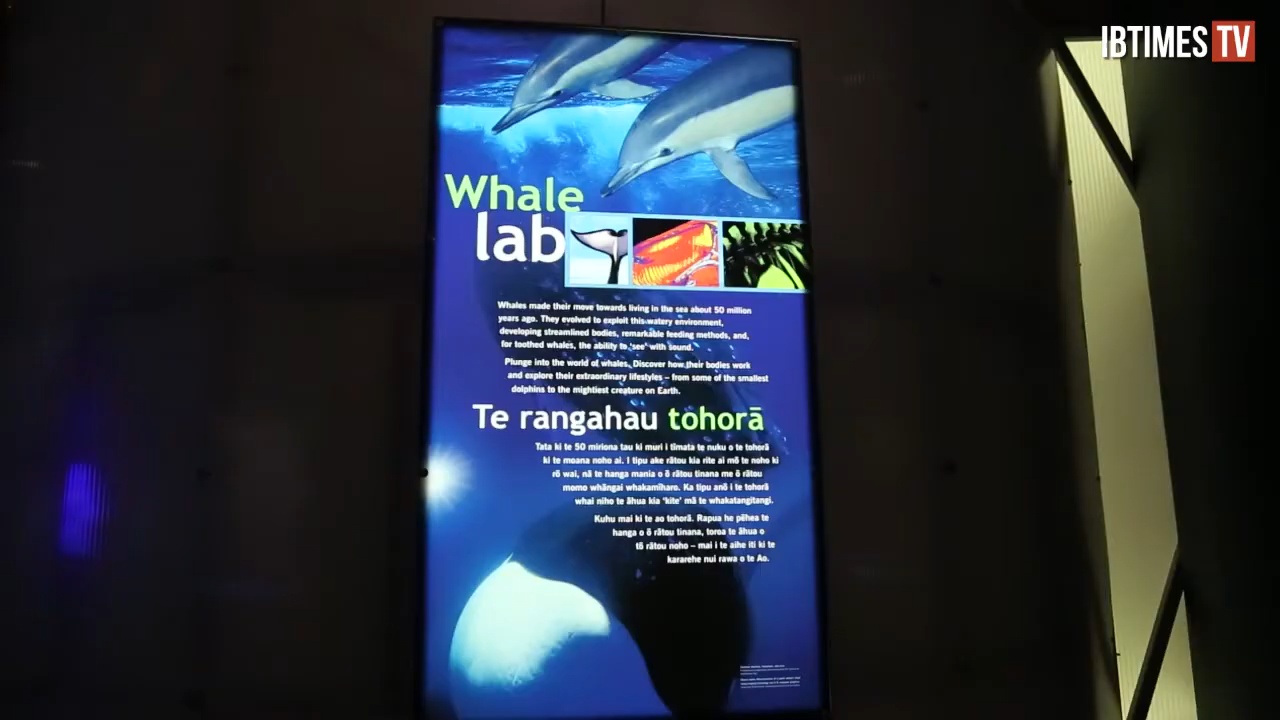 IBTIMES TV
Whale
lab
Whales made their move towards living in the sea about 50 million
years ago. They evolved to exploit this watery environment,
developing streamlined bodies, remarkable feeding methods, and,
for toothed whales, the ability to 'see' with sound.
Plunge into the world of whales. Discover how their bodies work
and explore their extraordinary lifestyles – from some of the smallest
dolphins to the mightiest creature on Earth.
Te rangahau tohorā
Tata ki te 50 miriona tau ki muri i tīmata te nuku o te tohorā
ki te moana noho ai. I tipu ake rātou kia rite ai mō te noho ki
rō wai, nā te hanga mania o ō rātou tinana me ō rātou
momo whāngai whakamīharo. Ka tipu anō i te tohorā
whai niho te āhua kia 'kite' mā te whakatangitangi.
Kuhu mai ki te ao tohorā. Rapua he pēhea te
hanga o ō rātou tinana, toroa te āhua o
tō rātou noho – mai i te aihe iti ki te
kararehe nui rawa o te Ao.